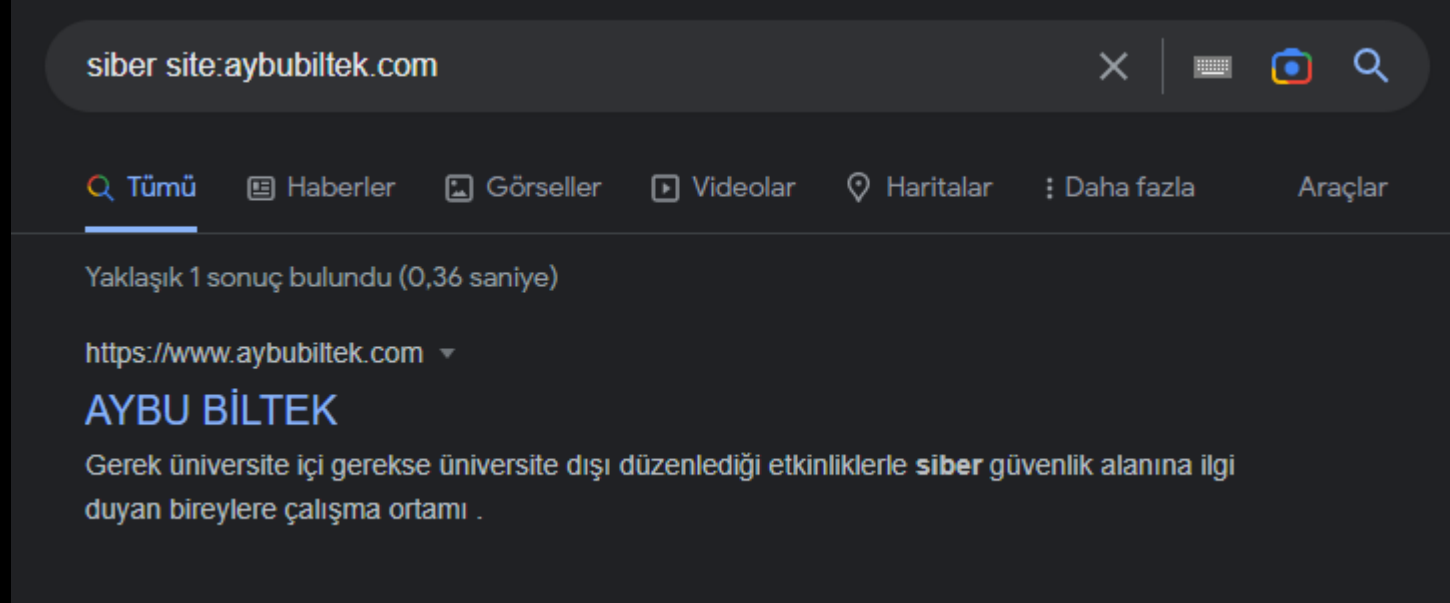 siber site:aybubiltek.com
Tümü Haberler Görseller Videolar Haritalar Daha fazla Araçlar
Yaklaşık 1 sonuç bulundu (0,36 saniye)
https://www.aybubiltek.com
AYBU BİLTEK
Gerek üniversite içi gerekse üniversite dışı düzenlediği etkinliklerle siber güvenlik alanına ilgi
duyan bireylere çalışma ortamı .